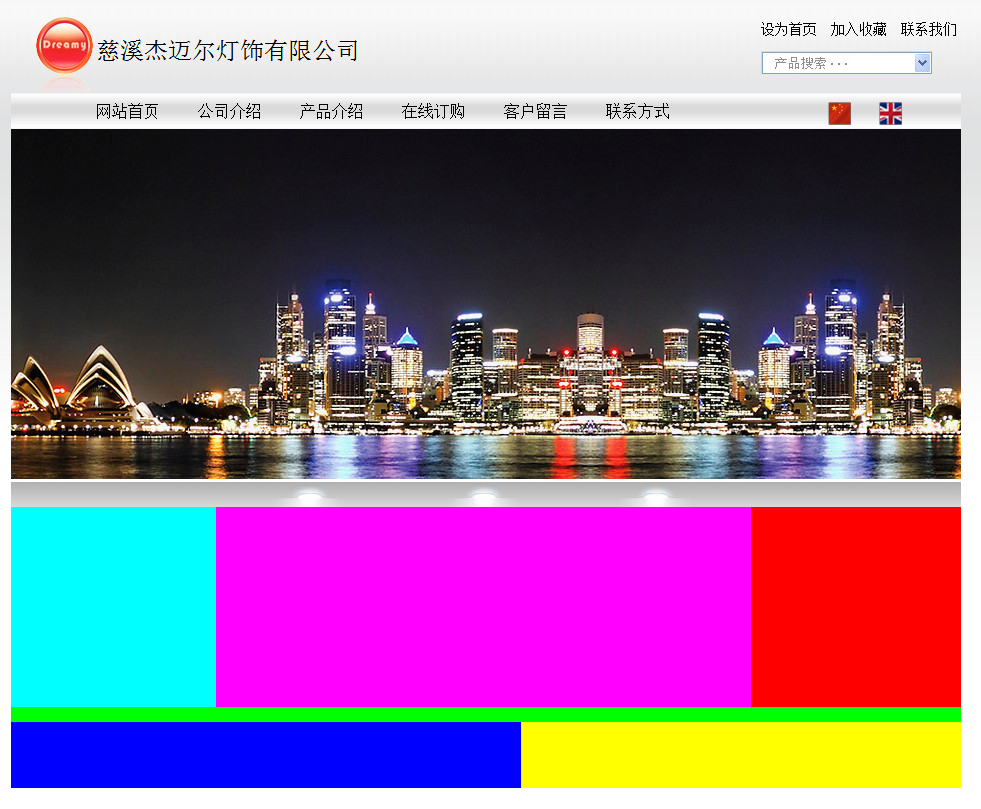 设为首页 加入收藏 联系我们
Dreamy
慈溪杰迈尔灯饰有限公司
产品搜索 · · ·
网站首页 公司介绍 产品介绍 在线订购 客户留言 联系方式